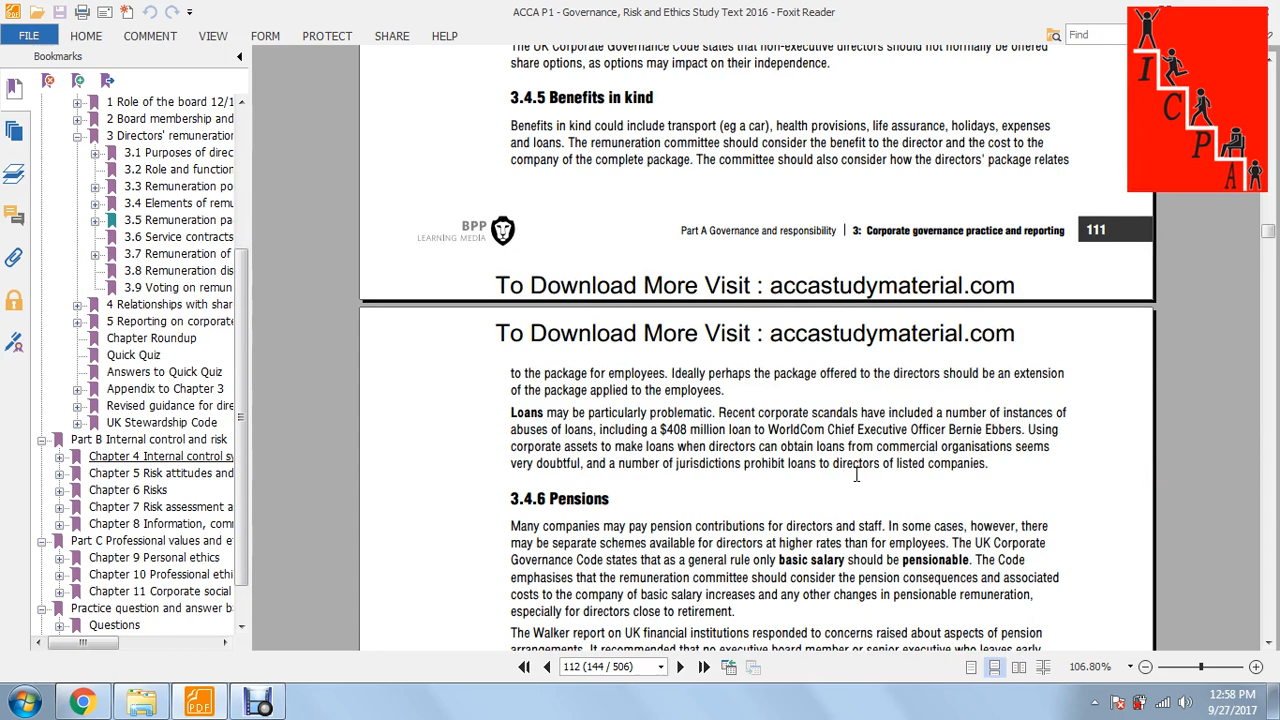 ACCA P1 - Governance, Risk and Ethics Study Text 2016 - Foxit Reader
FILE HOME COMMENT VIEW FORM PROTECT SHARE HELP
Find
Bookmarks
1 Role of the board 12/1
2 Board membership and
3 Directors' remuneration
3.1 Purposes of direc
3.2 Role and function
3.3 Remuneration po
3.4 Elements of remu
3.5 Remuneration pa
3.6 Service contracts
3.7 Remuneration of
3.8 Remuneration dis
3.9 Voting on remun
4 Relationships with shar
5 Reporting on corporate
Chapter Roundup
Quick Quiz
Answers to Quick Quiz
Appendix to Chapter 3
Revised guidance for dire
UK Stewardship Code
Part B Internal control and risk
Chapter 4 Internal control s
Chapter 5 Risk attitudes and
Chapter 6 Risks
Chapter 7 Risk assessment a
Chapter 8 Information, com
Part C Professional values and e
Chapter 9 Personal ethics
Chapter 10 Professional ethi
Chapter 11 Corporate social
Practice question and answer b
Questions
The UK Corporate Governance Code states that non-executive directors should not normally be offered
share options, as options may impact on their independence.
3.4.5 Benefits in kind
Benefits in kind could include transport (eg a car), health provisions, life assurance, holidays, expenses
and loans. The remuneration committee should consider the benefit to the director and the cost to the
company of the complete package. The committee should also consider how the directors' package relates
BPP
LEARNING MEDIA
Part A Governance and responsibility | 3: Corporate governance practice and reporting 111
To Download More Visit : accastudymaterial.com
To Download More Visit : accastudymaterial.com
to the package for employees. Ideally perhaps the package offered to the directors should be an extension
of the package applied to the employees.
Loans may be particularly problematic. Recent corporate scandals have included a number of instances of
abuses of loans, including a $408 million loan to WorldCom Chief Executive Officer Bernie Ebbers. Using
corporate assets to make loans when directors can obtain loans from commercial organisations seems
very doubtful, and a number of jurisdictions prohibit loans to directors of listed companies.
3.4.6 Pensions
Many companies may pay pension contributions for directors and staff. In some cases, however, there
may be separate schemes available for directors at higher rates than for employees. The UK Corporate
Governance Code states that as a general rule only basic salary should be pensionable. The Code
emphasises that the remuneration committee should consider the pension consequences and associated
costs to the company of basic salary increases and any other changes in pensionable remuneration,
especially for directors close to retirement.
The Walker report on UK financial institutions responded to concerns raised about aspects of pension
arrangements. It recommended that no executive board member or senior executive who leaves early
I C P A
112 (144 / 506)
106.80%
PDF
12:58 PM
9/27/2017